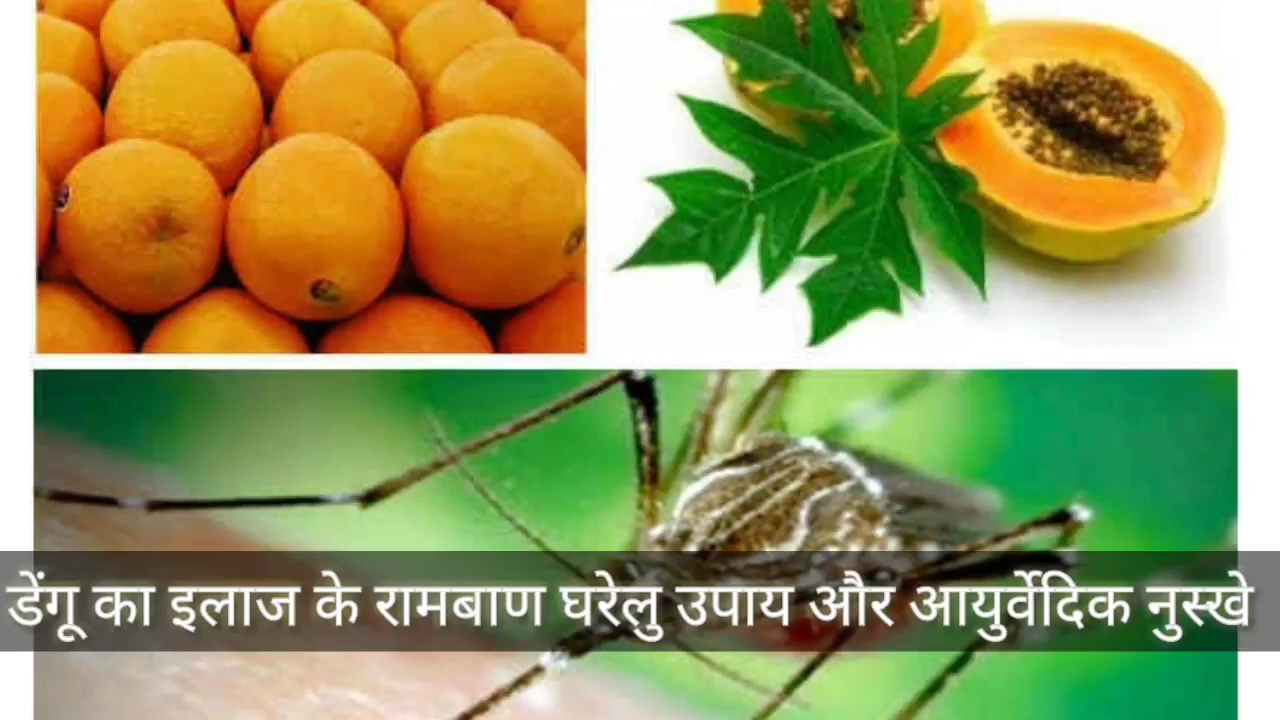 डेंगू का इलाज के रामबाण घरेलु उपाय और आयुर्वेदिक नुस्खे